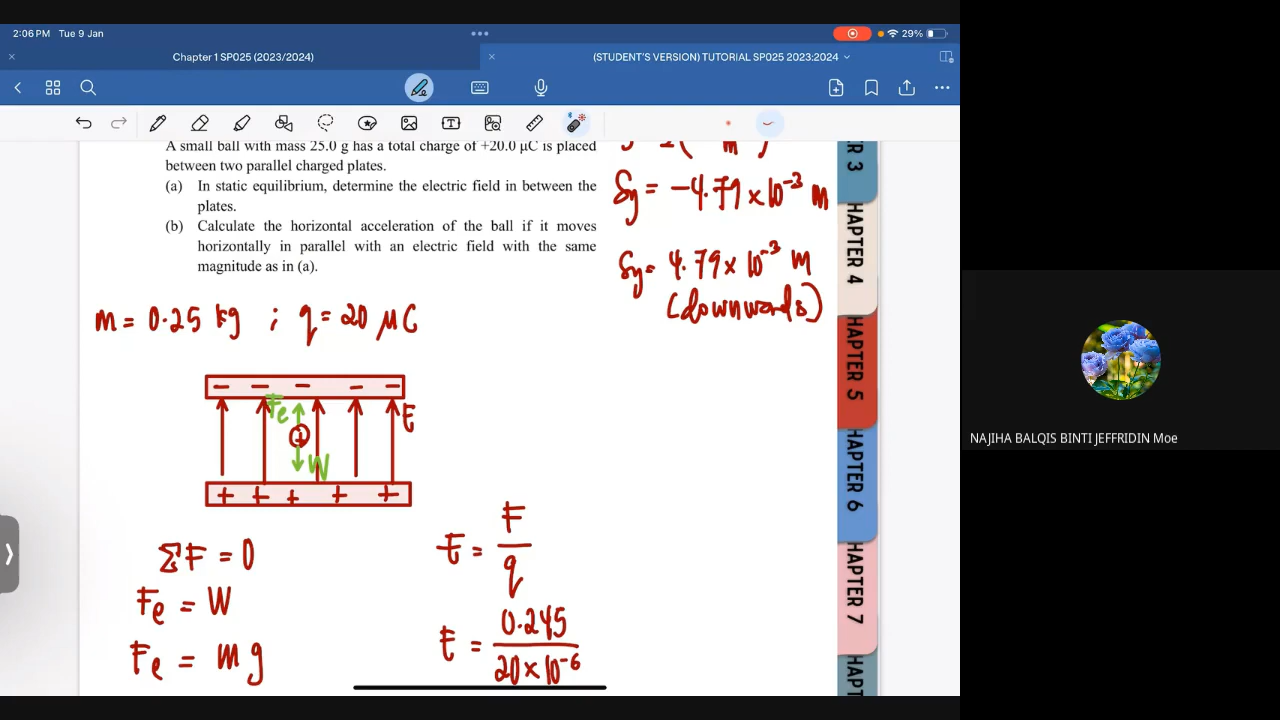 2:06 PM Tue 9 Jan
29%
Chapter 1 SP025 (2023/2024)
(STUDENT'S VERSION) TUTORIAL SP025 2023:2024
A small ball with mass 25.0 g has a total charge of +20.0 μC is placed
between two parallel charged plates.
(a) In static equilibrium, determine the electric field in between the
plates.
(b) Calculate the horizontal acceleration of the ball if it moves
horizontally in parallel with an electric field with the same
magnitude as in (a).
Sy = -4.79 × 10⁻³ m
Sy = 4.79 × 10⁻³ m
(downwards)
m = 0.25 kg ; q = 20 μC
- - - - -
Fe
E
+
W
+ + + + +
ΣF = 0
Fe = W
Fe = mg
E = F/q
E = 0.245/20×10⁻⁶
R 3
HAPTER 4
HAPTER 5
HAPTER 6
HAPTER 7
NAJIHA BALQIS BINTI JEFFRIDIN Moe